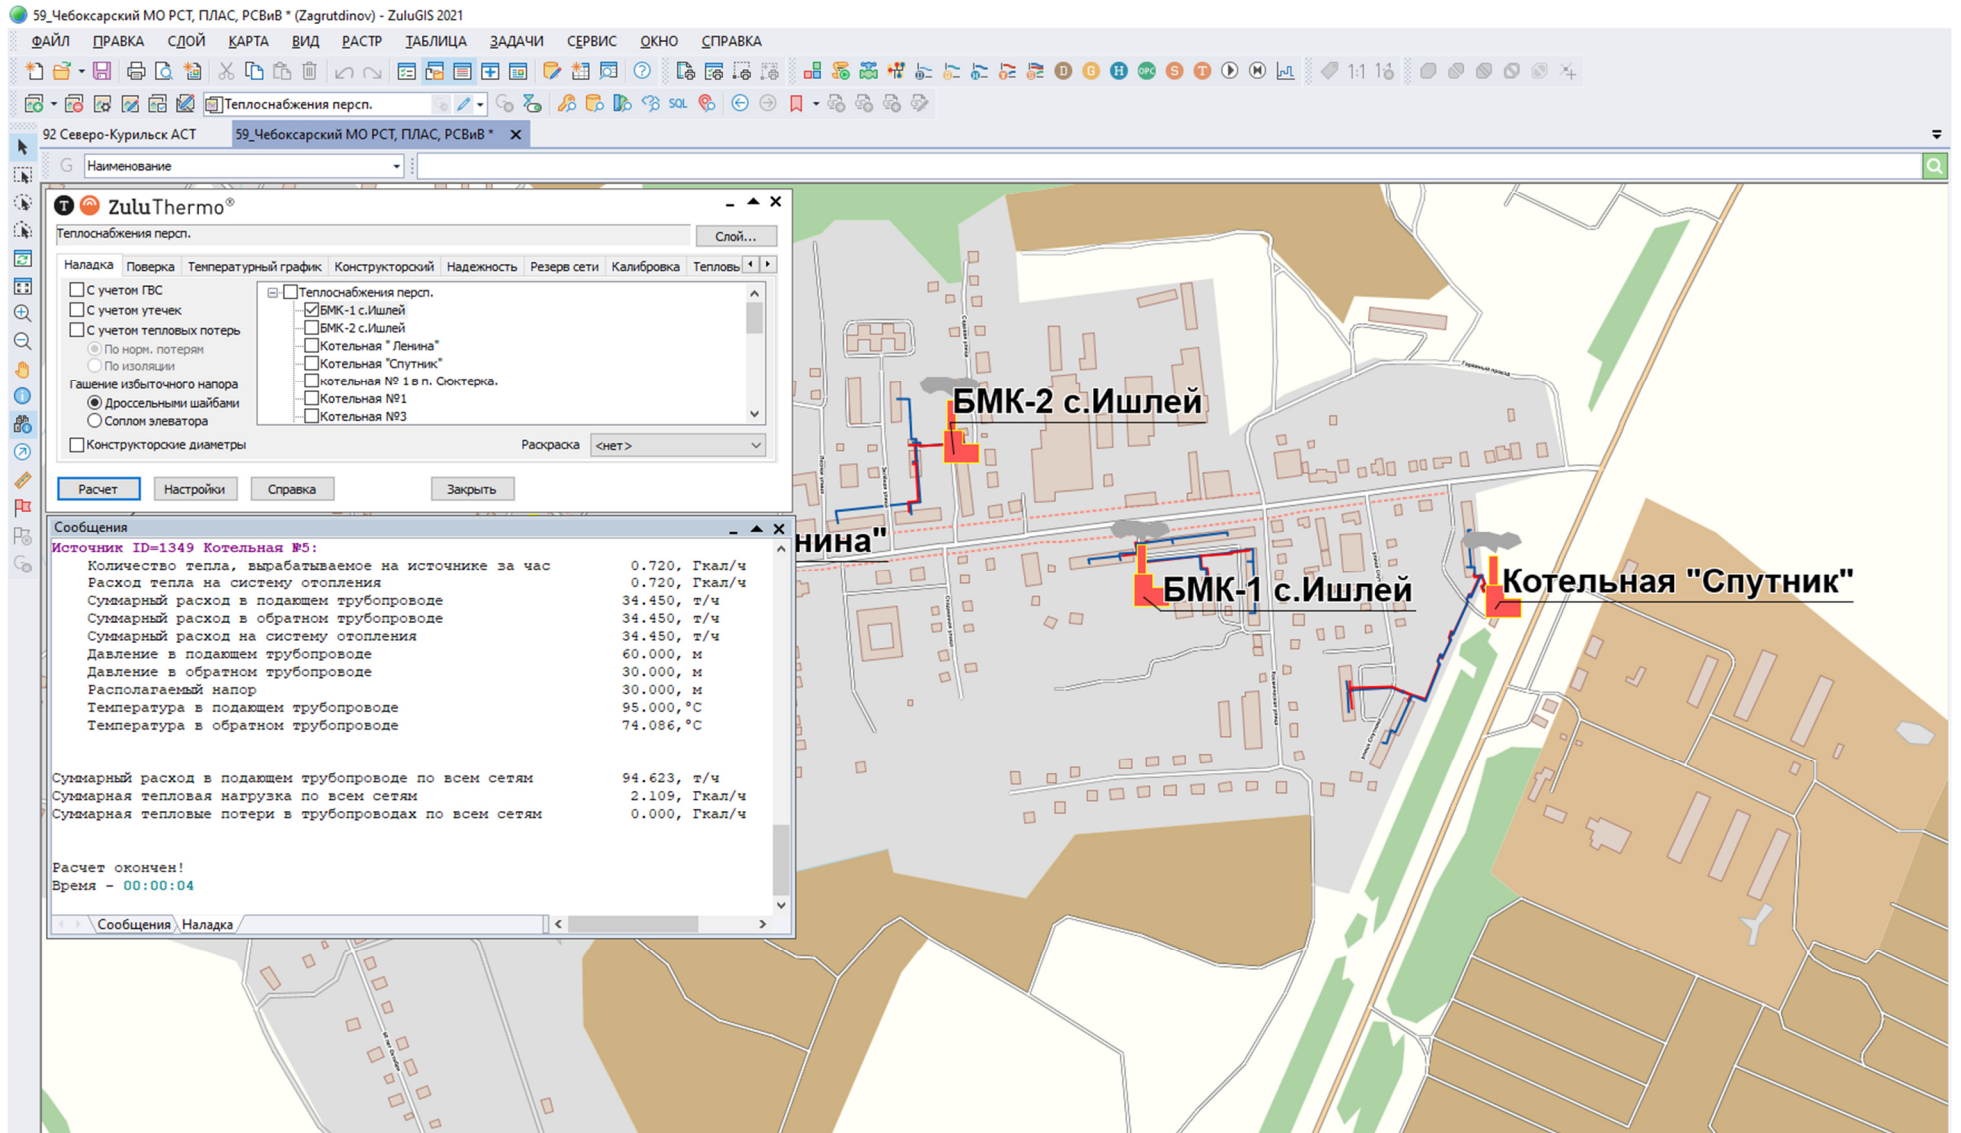 59_Чебоксарский МО РСТ, ПЛАС, РСВиВ * (Zagrutdinov) - ZuluGIS 2021
ФАЙЛ ПРАВКА СЛОЙ КАРТА ВИД РАСТР ТАБЛИЦА ЗАДАЧИ СЕРВИС ОКНО СПРАВКА
Теплоснабжения персп.
SQL
92 Северо-Курильск АСТ 59_Чебоксарский МО РСТ, ПЛАС, РСВиВ *
Наименование
ZuluThermo®
Теплоснабжения персп. Слой...
Наладка Поверка Температурный график Конструкторский Надежность Резерв сети Калибровка Тепловь
С учетом ГВС
С учетом утечек
С учетом тепловых потерь
По норм. потерям
По изоляции
Гашение избыточного напора
Дроссельными шайбами
Соплом элеватора
Конструкторские диаметры
Теплоснабжения персп.
БМК-1 с.Ишлей
БМК-2 с.Ишлей
Котельная " Ленина"
Котельная "Спутник"
котельная № 1 в п. Сюктерка.
Котельная №1
Котельная №3
Раскраска <нет>
Расчет Настройки Справка Закрыть
Сообщения
Источник ID=1349 Котельная №5:
Количество тепла, вырабатываемое на источнике за час 0.720, Гкал/ч
Расход тепла на систему отопления 0.720, Гкал/ч
Суммарный расход в подающем трубопроводе 34.450, т/ч
Суммарный расход в обратном трубопроводе 34.450, т/ч
Суммарный расход на систему отопления 34.450, т/ч
Давление в подающем трубопроводе 60.000, м
Давление в обратном трубопроводе 30.000, м
Располагаемый напор 30.000, м
Температура в подающем трубопроводе 95.000,°C
Температура в обратном трубопроводе 74.086,°C
Суммарный расход в подающем трубопроводе по всем сетям 94.623, т/ч
Суммарная тепловая нагрузка по всем сетям 2.109, Гкал/ч
Суммарная тепловые потери в трубопроводах по всем сетям 0.000, Гкал/ч
Расчет окончен!
Время - 00:00:04
Сообщения Наладка
БМК-2 с.Ишлей
нина"
БМК-1 с.Ишлей
Котельная "Спутник"